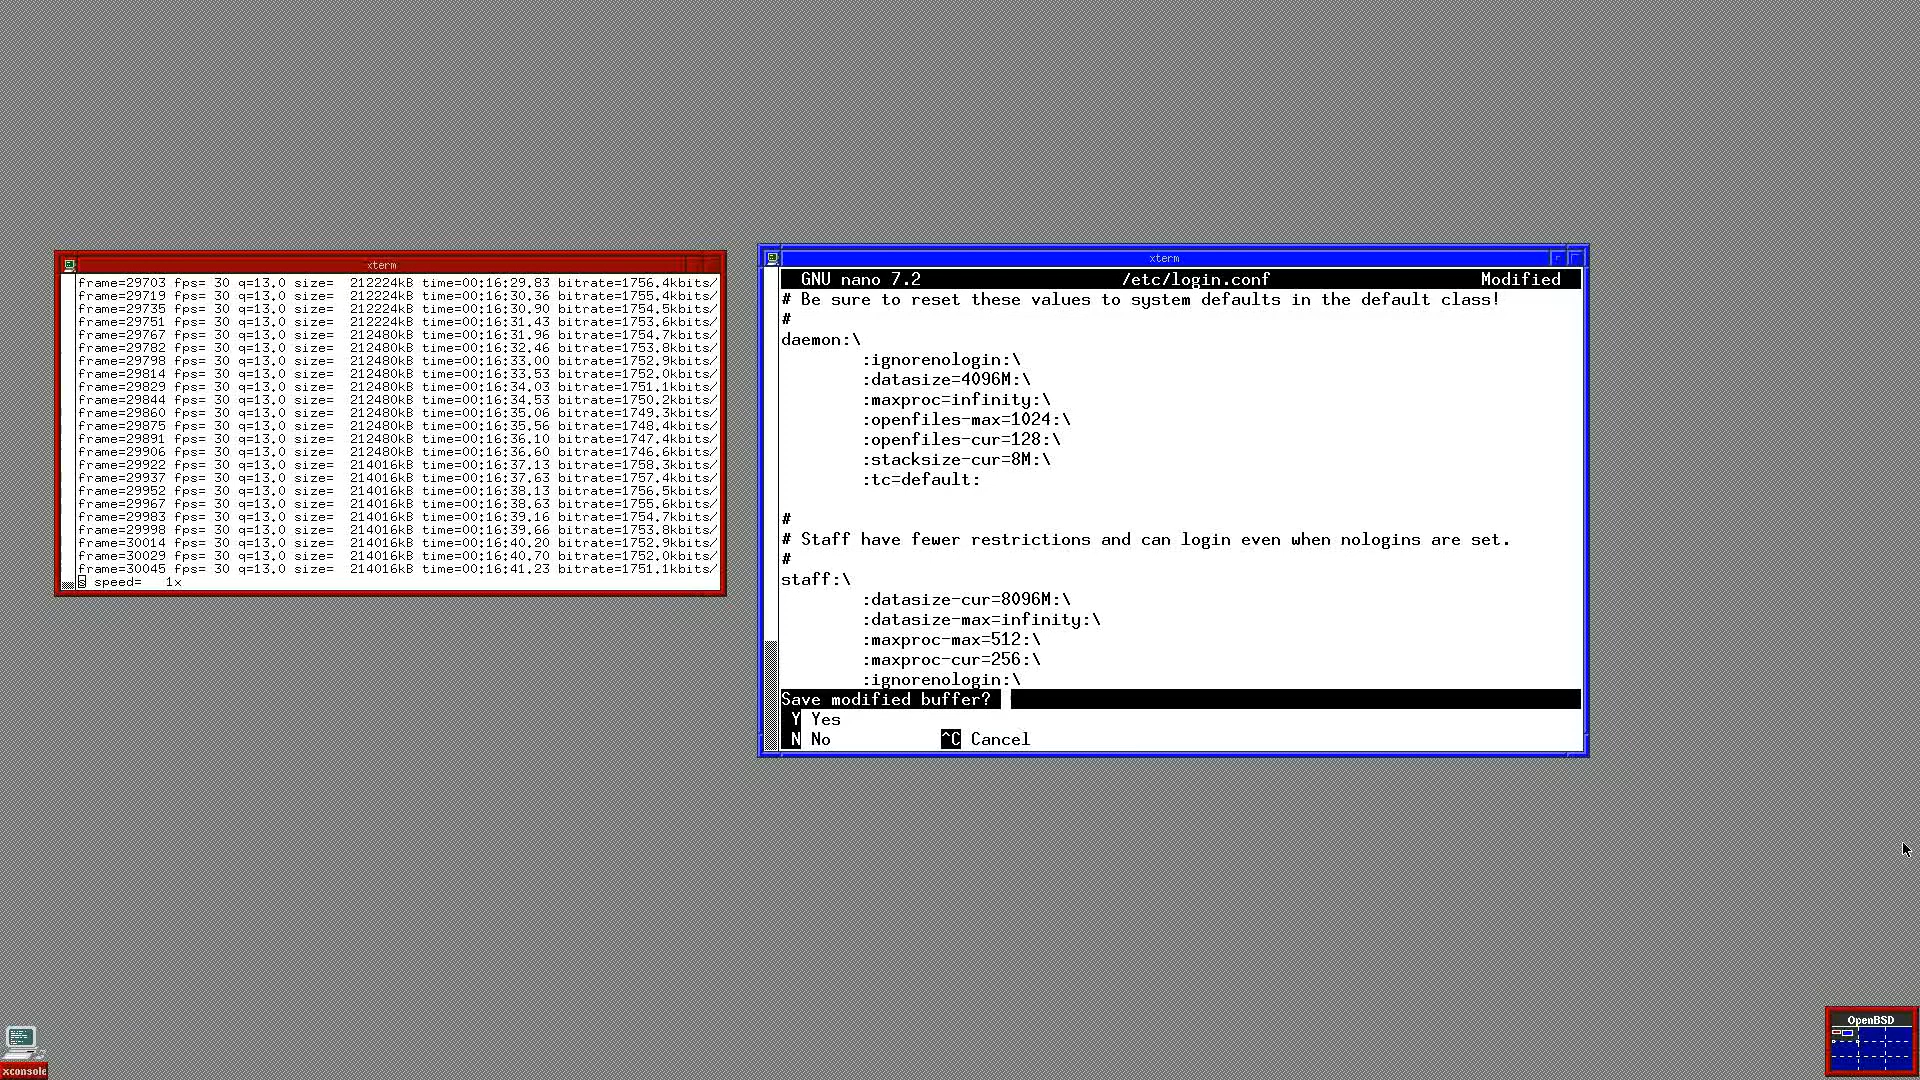 xterm
frame=29703 fps= 30 q=13.0 size=  212224kB time=00:16:29.83 bitrate=1756.4kbits/
frame=29719 fps= 30 q=13.0 size=  212224kB time=00:16:30.36 bitrate=1755.4kbits/
frame=29735 fps= 30 q=13.0 size=  212224kB time=00:16:30.90 bitrate=1754.5kbits/
frame=29751 fps= 30 q=13.0 size=  212224kB time=00:16:31.43 bitrate=1753.6kbits/
frame=29767 fps= 30 q=13.0 size=  212480kB time=00:16:31.96 bitrate=1754.7kbits/
frame=29782 fps= 30 q=13.0 size=  212480kB time=00:16:32.46 bitrate=1753.8kbits/
frame=29798 fps= 30 q=13.0 size=  212480kB time=00:16:33.00 bitrate=1752.9kbits/
frame=29814 fps= 30 q=13.0 size=  212480kB time=00:16:33.53 bitrate=1752.0kbits/
frame=29829 fps= 30 q=13.0 size=  212480kB time=00:16:34.03 bitrate=1751.1kbits/
frame=29844 fps= 30 q=13.0 size=  212480kB time=00:16:34.53 bitrate=1750.2kbits/
frame=29860 fps= 30 q=13.0 size=  212480kB time=00:16:35.06 bitrate=1749.3kbits/
frame=29875 fps= 30 q=13.0 size=  212480kB time=00:16:35.56 bitrate=1748.4kbits/
frame=29891 fps= 30 q=13.0 size=  212480kB time=00:16:36.10 bitrate=1747.4kbits/
frame=29906 fps= 30 q=13.0 size=  212480kB time=00:16:36.60 bitrate=1746.6kbits/
frame=29922 fps= 30 q=13.0 size=  214016kB time=00:16:37.13 bitrate=1758.3kbits/
frame=29937 fps= 30 q=13.0 size=  214016kB time=00:16:37.63 bitrate=1757.4kbits/
frame=29952 fps= 30 q=13.0 size=  214016kB time=00:16:38.13 bitrate=1756.5kbits/
frame=29967 fps= 30 q=13.0 size=  214016kB time=00:16:38.63 bitrate=1755.6kbits/
frame=29983 fps= 30 q=13.0 size=  214016kB time=00:16:39.16 bitrate=1754.7kbits/
frame=29998 fps= 30 q=13.0 size=  214016kB time=00:16:39.66 bitrate=1753.8kbits/
frame=30014 fps= 30 q=13.0 size=  214016kB time=00:16:40.20 bitrate=1752.9kbits/
frame=30029 fps= 30 q=13.0 size=  214016kB time=00:16:40.70 bitrate=1752.0kbits/
frame=30045 fps= 30 q=13.0 size=  214016kB time=00:16:41.23 bitrate=1751.1kbits/
s speed=   1x
xterm
GNU nano 7.2 /etc/login.conf Modified
# Be sure to reset these values to system defaults in the default class!
#
daemon:\
:ignorenologin:\
:datasize=4096M:\
:maxproc=infinity:\
:openfiles-max=1024:\
:openfiles-cur=128:\
:stacksize-cur=8M:\
:tc=default:
#
# Staff have fewer restrictions and can login even when nologins are set.
#
staff:\
:datasize-cur=8096M:\
:datasize-max=infinity:\
:maxproc-max=512:\
:maxproc-cur=256:\
:ignorenologin:\
Save modified buffer?
Y Yes
N No ^C Cancel
xconsole
OpenBSD